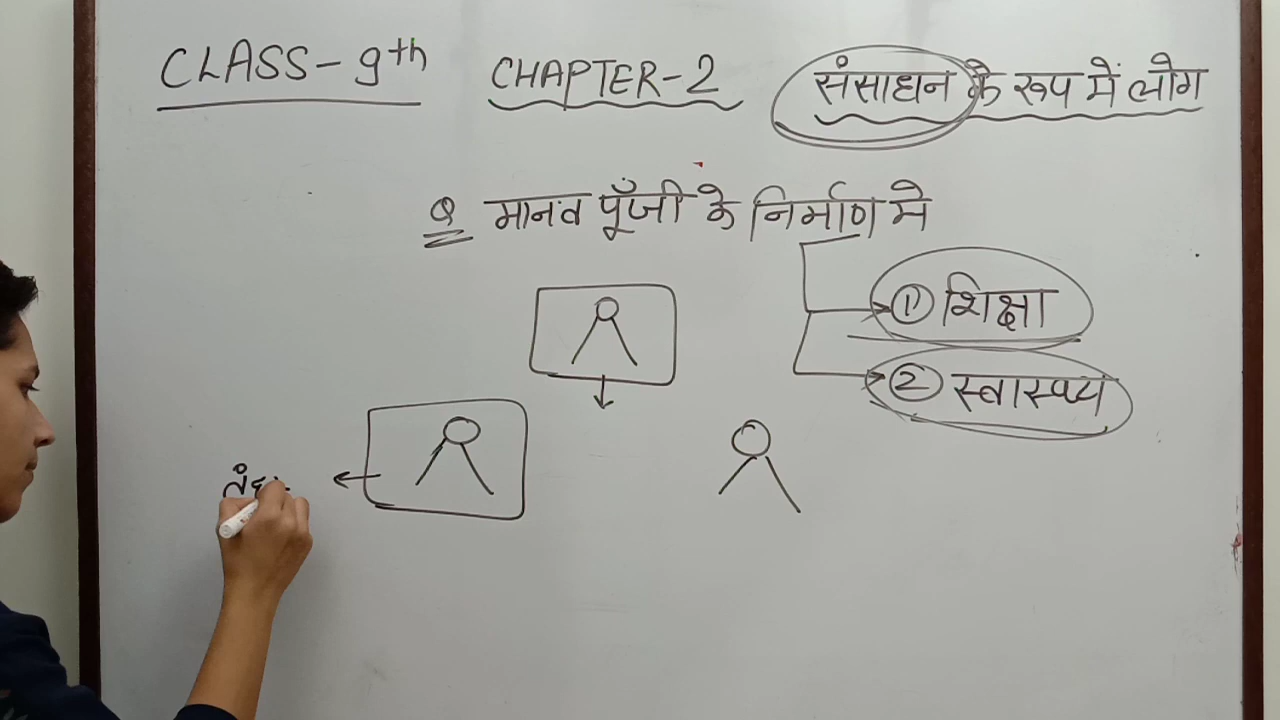 CLASS-9th CHAPTER-2 संसाधन के रूप में लोग
Q मानव पूँजी के निर्माण मे
① शिक्षा
② स्वास्थ्य